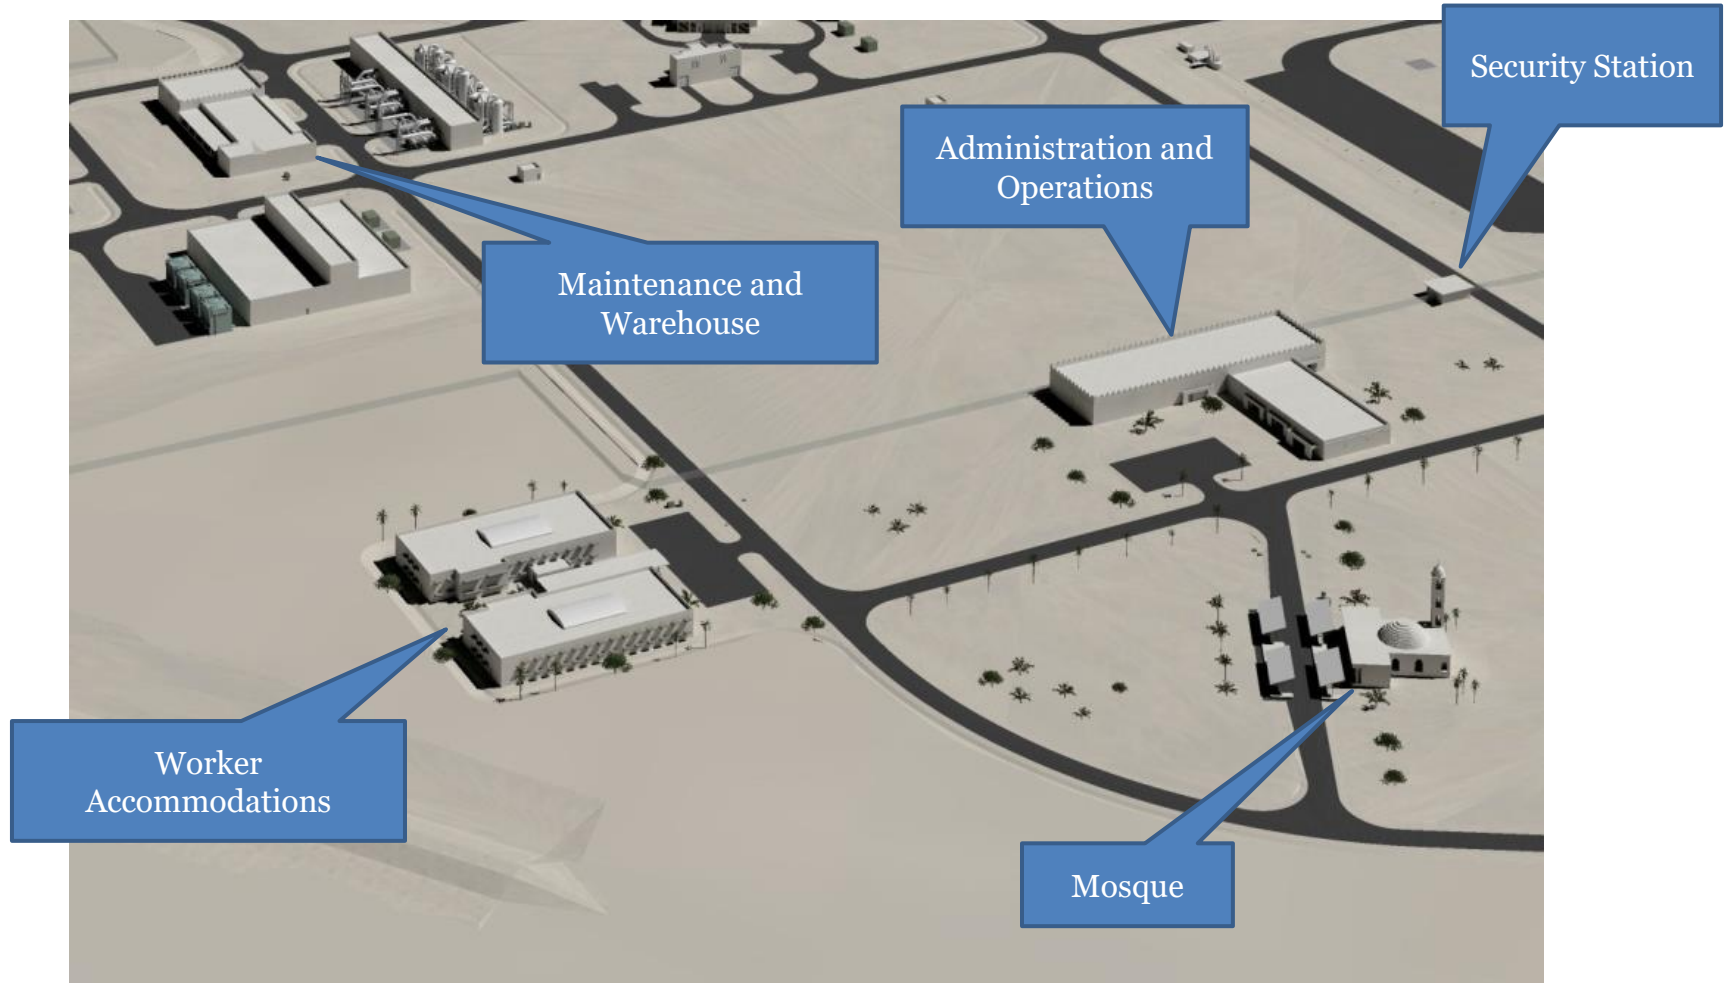 Security Station
Administration and
Operations
Maintenance and
Warehouse
Worker
Accommodations
Mosque